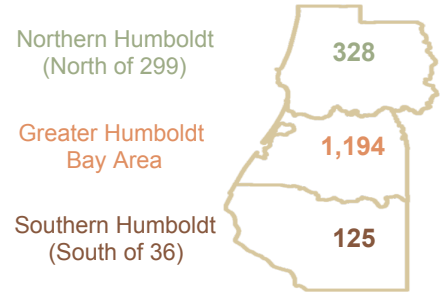 Northern Humboldt
(North of 299)
328
Greater Humboldt
Bay Area
1,194
Southern Humboldt
(South of 36)
125